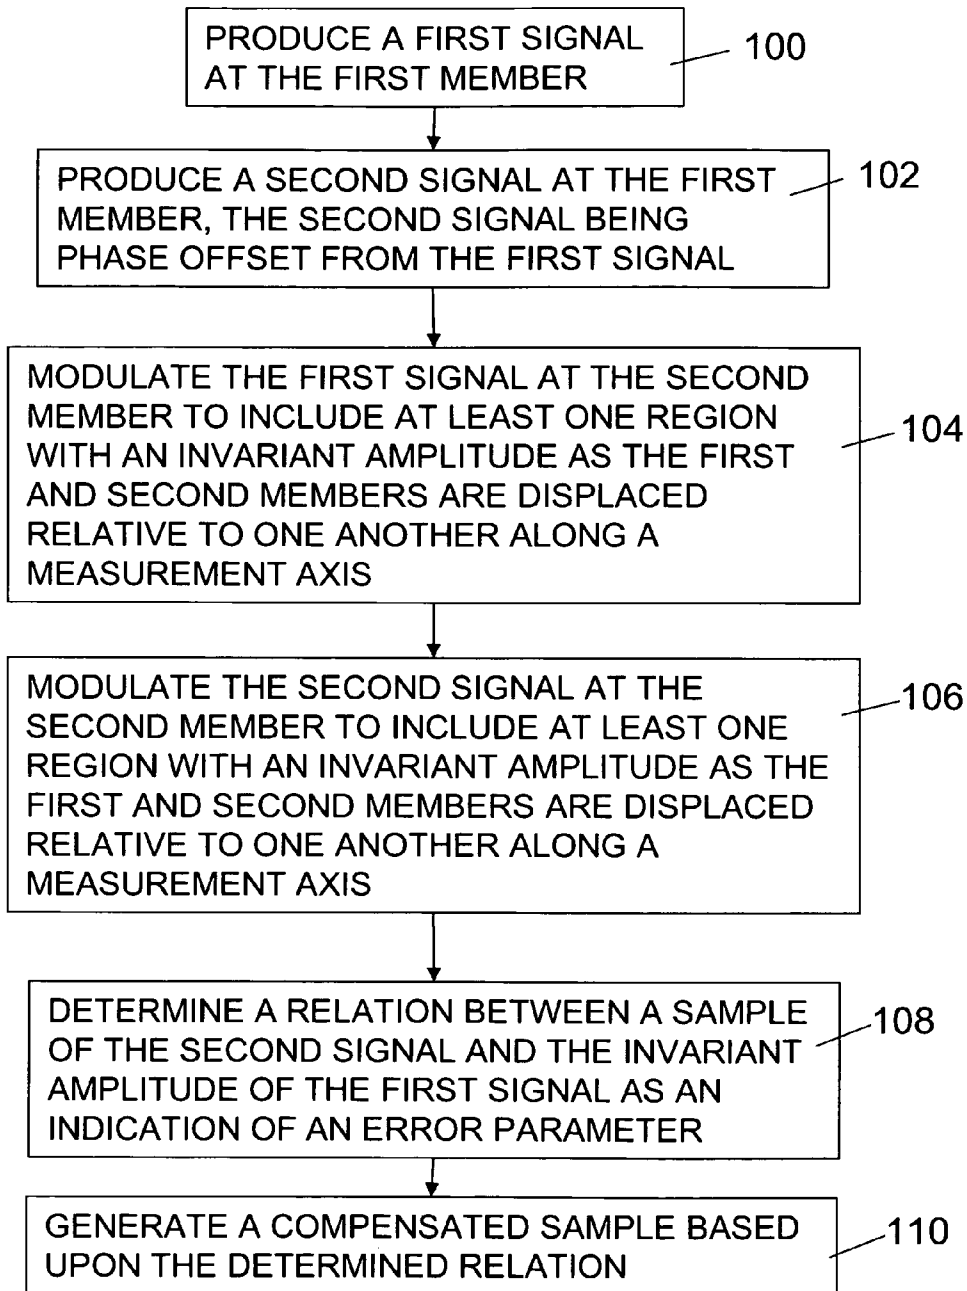 PRODUCE A FIRST SIGNAL
AT THE FIRST MEMBER
100
PRODUCE A SECOND SIGNAL AT THE FIRST
MEMBER, THE SECOND SIGNAL BEING
PHASE OFFSET FROM THE FIRST SIGNAL
102
MODULATE THE FIRST SIGNAL AT THE SECOND
MEMBER TO INCLUDE AT LEAST ONE REGION
WITH AN INVARIANT AMPLITUDE AS THE FIRST
AND SECOND MEMBERS ARE DISPLACED
RELATIVE TO ONE ANOTHER ALONG A
MEASUREMENT AXIS
104
MODULATE THE SECOND SIGNAL AT THE
SECOND MEMBER TO INCLUDE AT LEAST ONE
REGION WITH AN INVARIANT AMPLITUDE AS THE
FIRST AND SECOND MEMBERS ARE DISPLACED
RELATIVE TO ONE ANOTHER ALONG A
MEASUREMENT AXIS
106
DETERMINE A RELATION BETWEEN A SAMPLE
OF THE SECOND SIGNAL AND THE INVARIANT
AMPLITUDE OF THE FIRST SIGNAL AS AN
INDICATION OF AN ERROR PARAMETER
108
GENERATE A COMPENSATED SAMPLE BASED
UPON THE DETERMINED RELATION
110